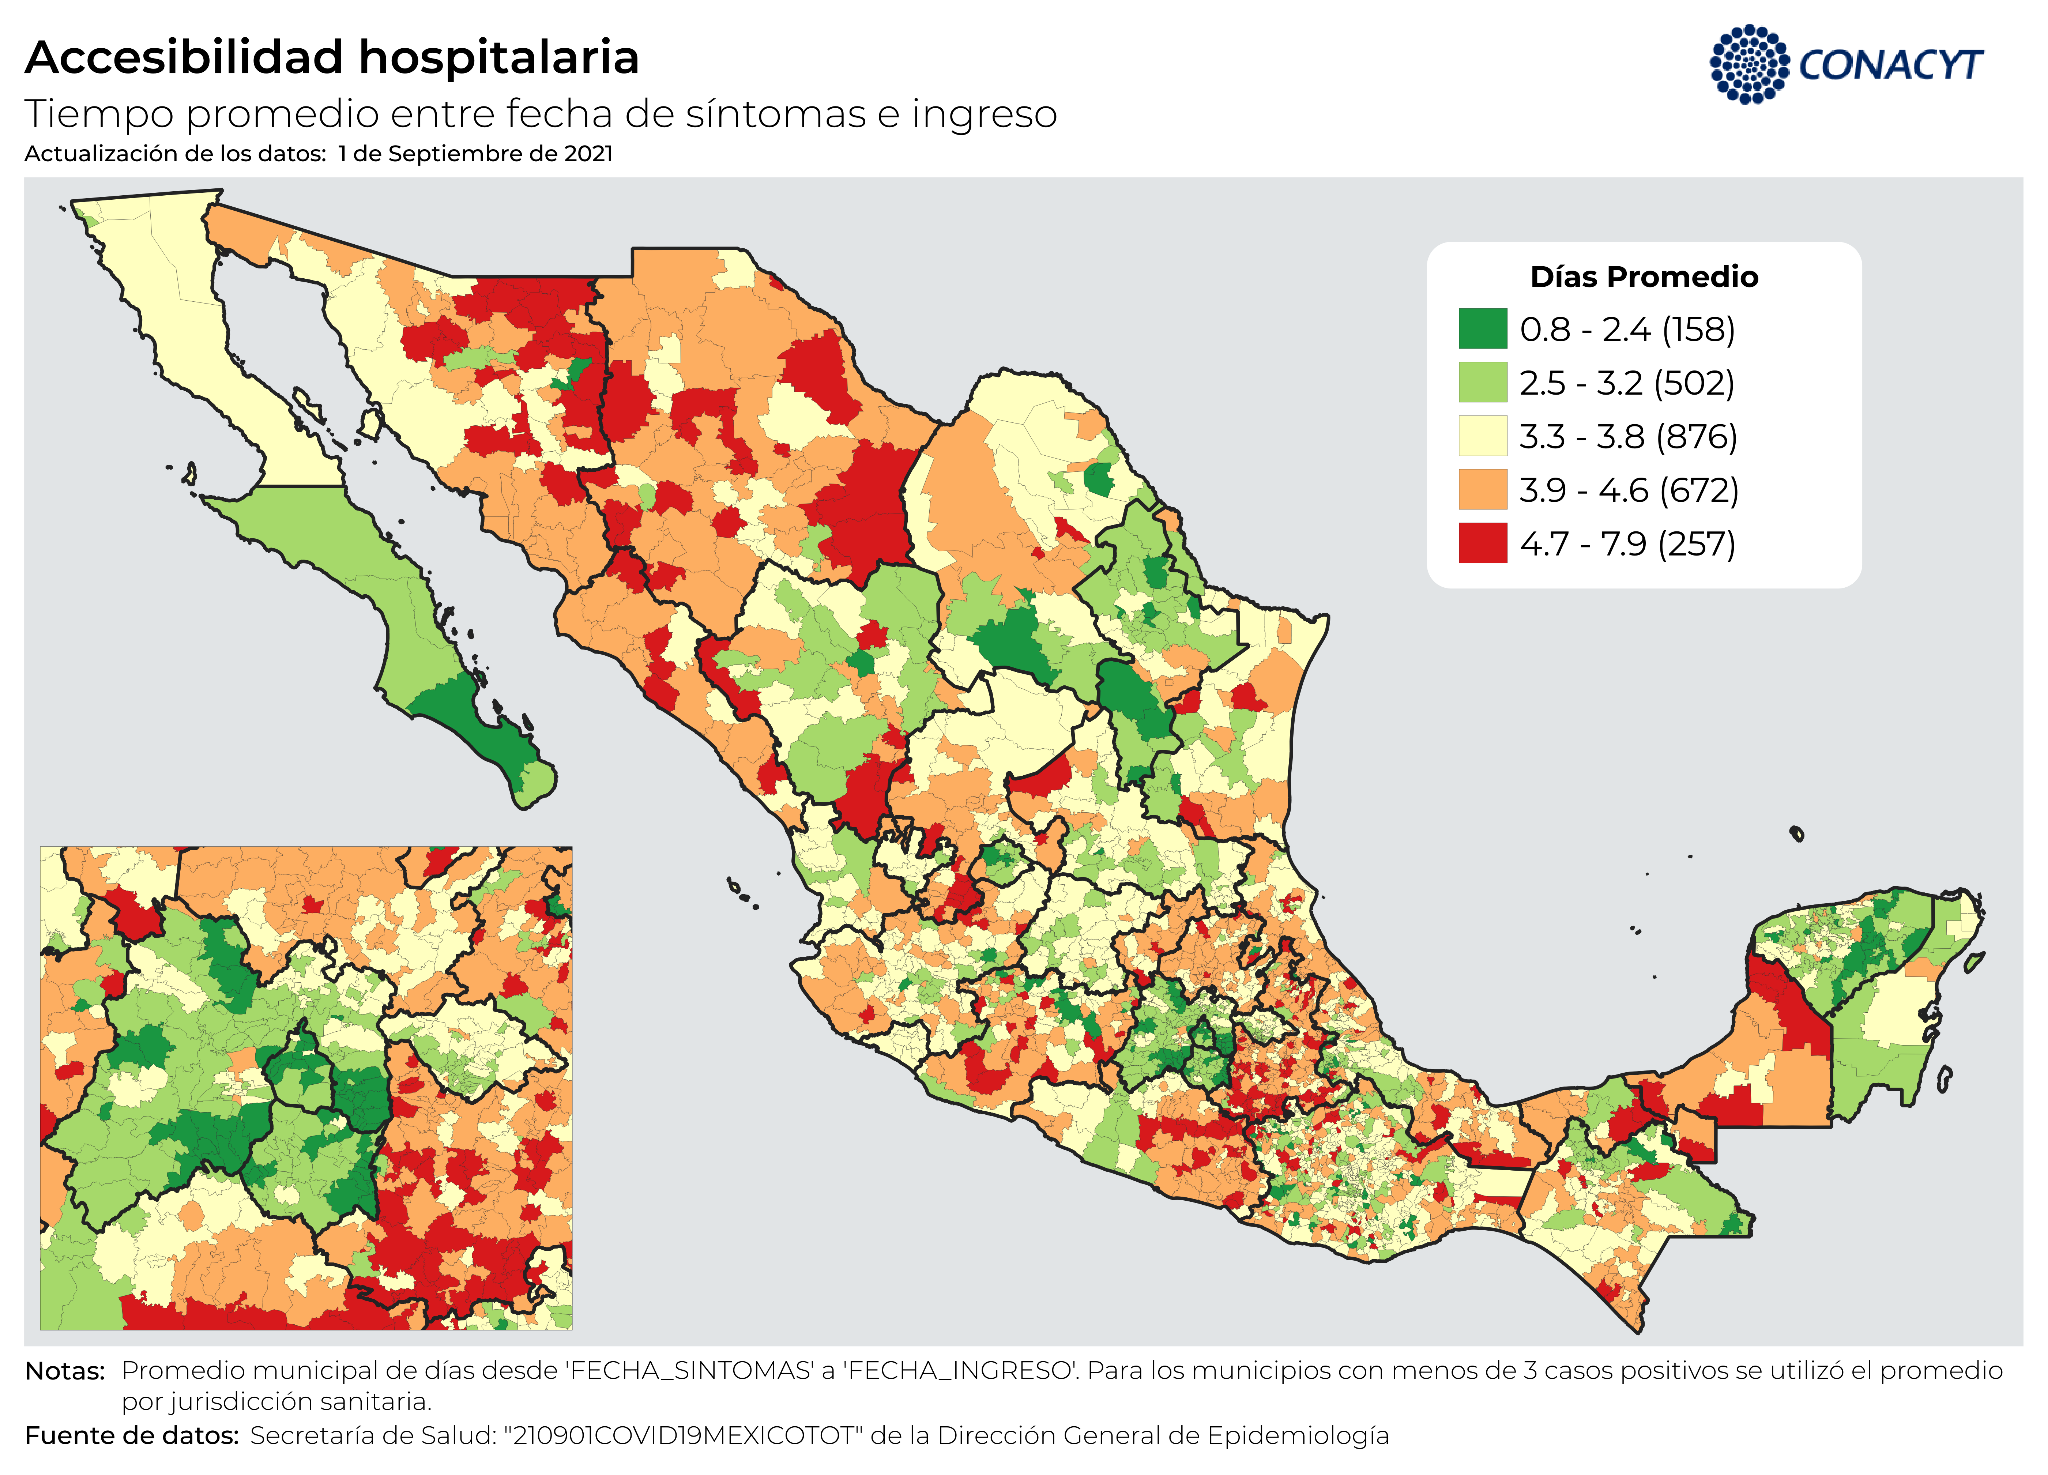 Accesibilidad hospitalaria
CONACYT
Tiempo promedio entre fecha de síntomas e ingreso
Actualización de los datos: 1 de Septiembre de 2021
Días Promedio
0.8 - 2.4 (158)
2.5 - 3.2 (502)
3.3 - 3.8 (876)
3.9 - 4.6 (672)
4.7 - 7.9 (257)
Notas: Promedio municipal de días desde 'FECHA_SINTOMAS' a 'FECHA_INGRESO'. Para los municipios con menos de 3 casos positivos se utilizó el promedio
por jurisdicción sanitaria.
Fuente de datos: Secretaría de Salud: "210901COVID19MEXICOTOT" de la Dirección General de Epidemiología